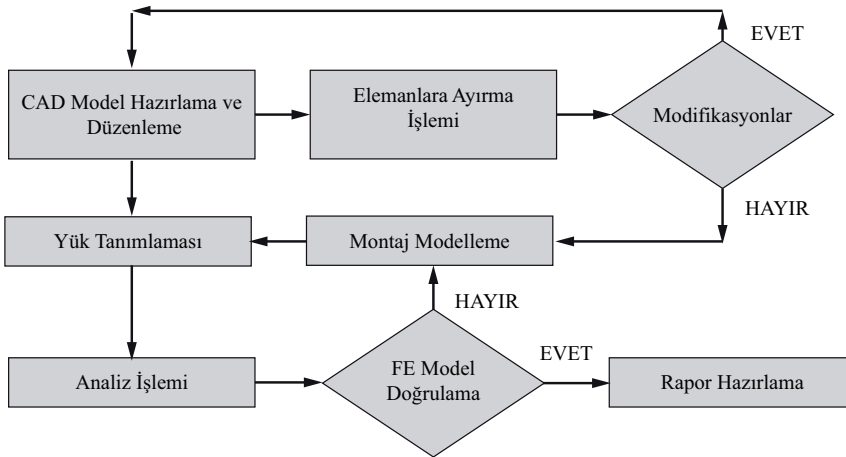 EVET
CAD Model Hazırlama ve
Düzenleme
Elemanlara Ayırma
İşlemi
Modifikasyonlar
HAYIR
Yük Tanımlaması
Montaj Modelleme
HAYIR
Analiz İşlemi
FE Model
Doğrulama
EVET
Rapor Hazırlama